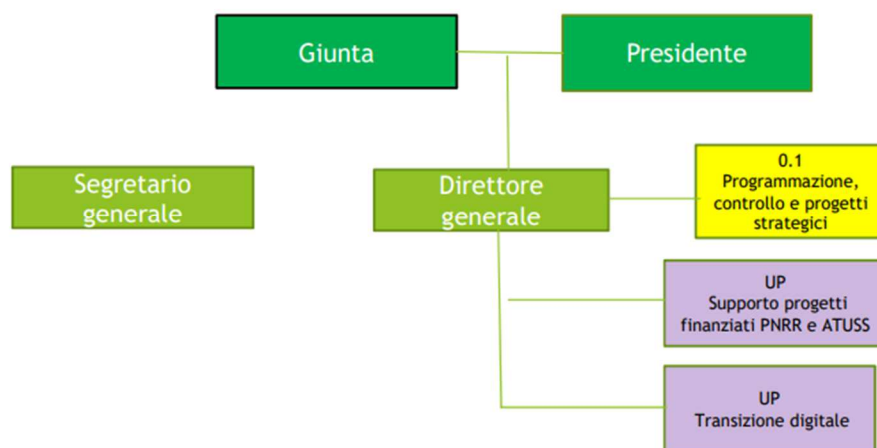 Giunta
Presidente
Segretario
generale
Direttore
generale
0.1
Programmazione,
controllo e progetti
strategici
UP
Supporto progetti
finanziati PNRR e ATUSS
UP
Transizione digitale